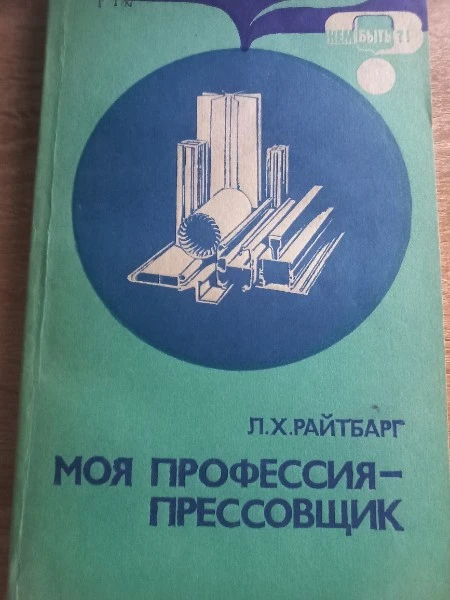 КЕМ БЫТЬ?!
Л.Х.РАЙТБАРГ
МОЯ ПРОФЕССИЯ–
ПРЕССОВЩИК